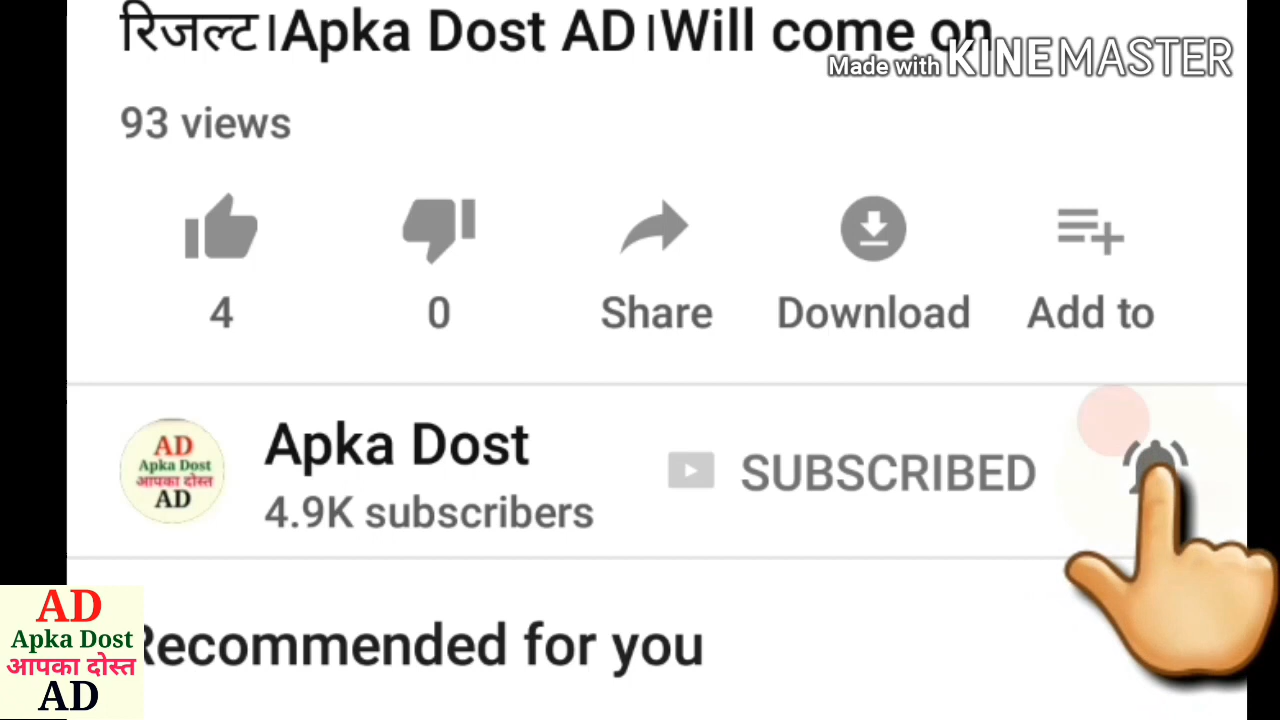 रिजल्ट।Apka Dost AD।Will come on
Made with KINEMASTER
93 views
4
0
Share
Download
Add to
AD
Apka Dost
आपका दोस्त
AD
Apka Dost
4.9K subscribers
SUBSCRIBED
Recommended for you
AD
Apka Dost
आपका दोस्त
AD